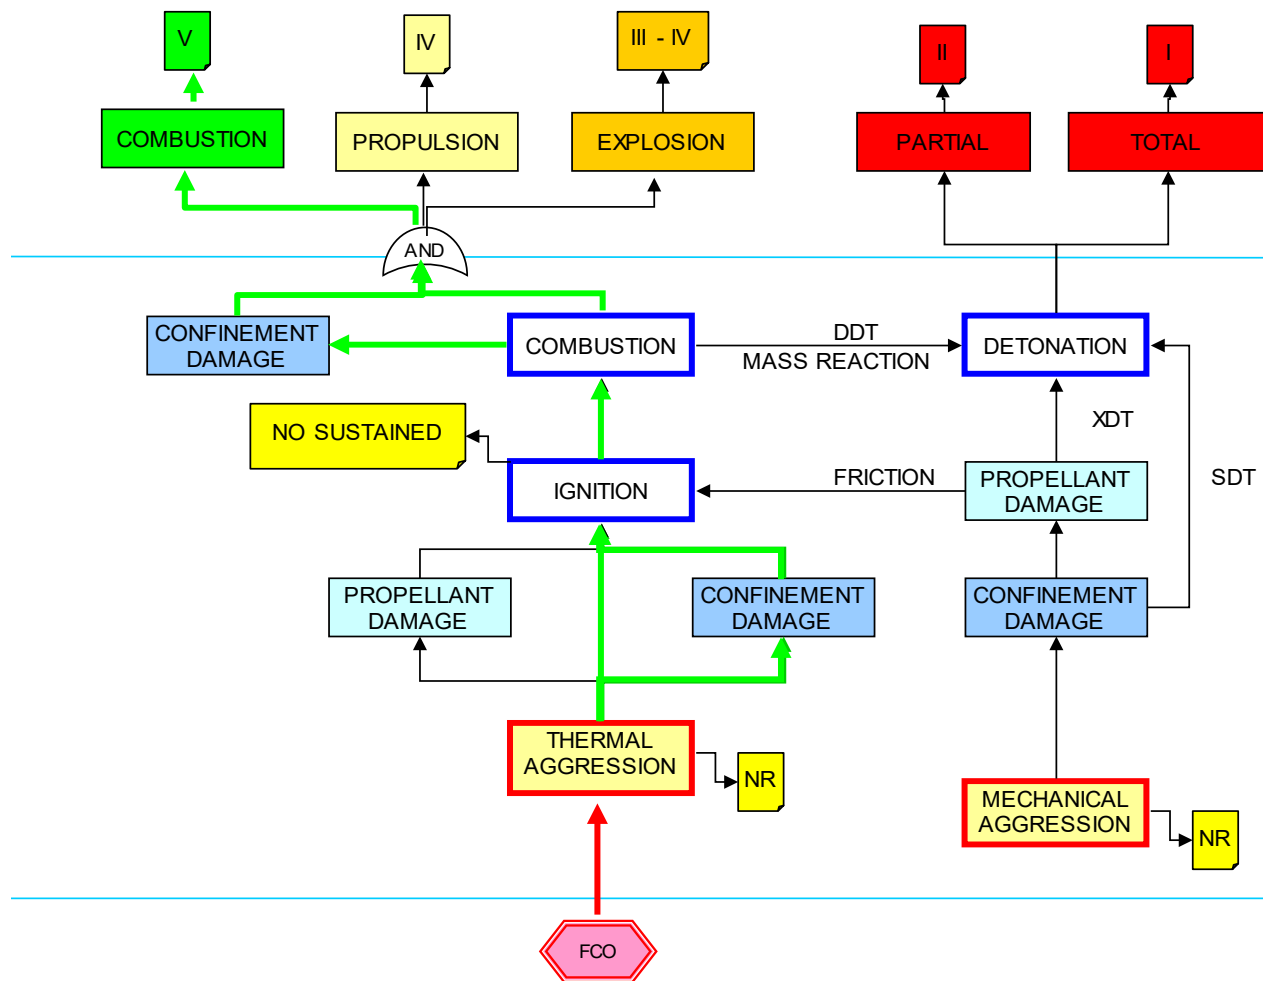 V
IV
III - IV
II
I
COMBUSTION
PROPULSION
EXPLOSION
PARTIAL
TOTAL
AND
CONFINEMENT
DAMAGE
COMBUSTION
DDT
MASS REACTION
DETONATION
NO SUSTAINED
XDT
IGNITION
FRICTION
PROPELLANT
DAMAGE
SDT
PROPELLANT
DAMAGE
CONFINEMENT
DAMAGE
CONFINEMENT
DAMAGE
THERMAL
AGGRESSION
NR
MECHANICAL
AGGRESSION
NR
FCO